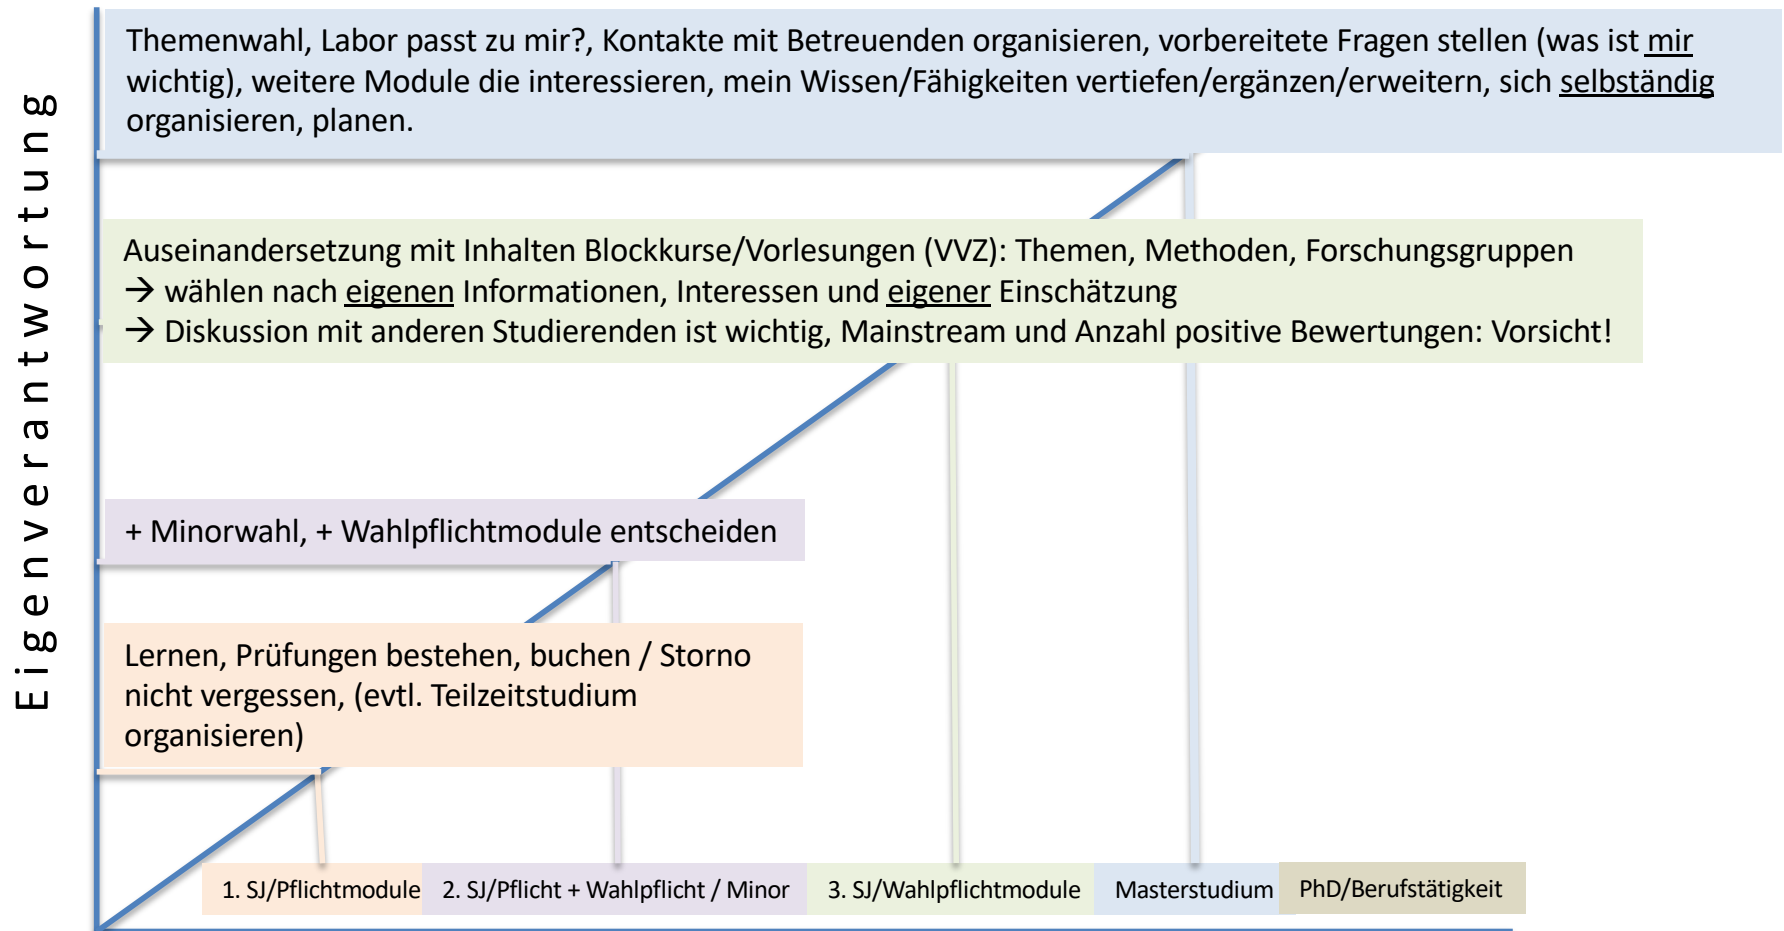 Eigenverantwortung
Themenwahl, Labor passt zu mir?, Kontakte mit Betreuenden organisieren, vorbereitete Fragen stellen (was ist mir
wichtig), weitere Module die interessieren, mein Wissen/Fähigkeiten vertiefen/ergänzen/erweitern, sich selbständig
organisieren, planen.
Auseinandersetzung mit Inhalten Blockkurse/Vorlesungen (VVZ): Themen, Methoden, Forschungsgruppen
→ wählen nach eigenen Informationen, Interessen und eigener Einschätzung
→ Diskussion mit anderen Studierenden ist wichtig, Mainstream und Anzahl positive Bewertungen: Vorsicht!
+ Minorwahl, + Wahlpflichtmodule entscheiden
Lernen, Prüfungen bestehen, buchen / Storno
nicht vergessen, (evtl. Teilzeitstudium
organisieren)
1. SJ/Pflichtmodule
2. SJ/Pflicht + Wahlpflicht / Minor
3. SJ/Wahlpflichtmodule
Masterstudium
PhD/Berufstätigkeit